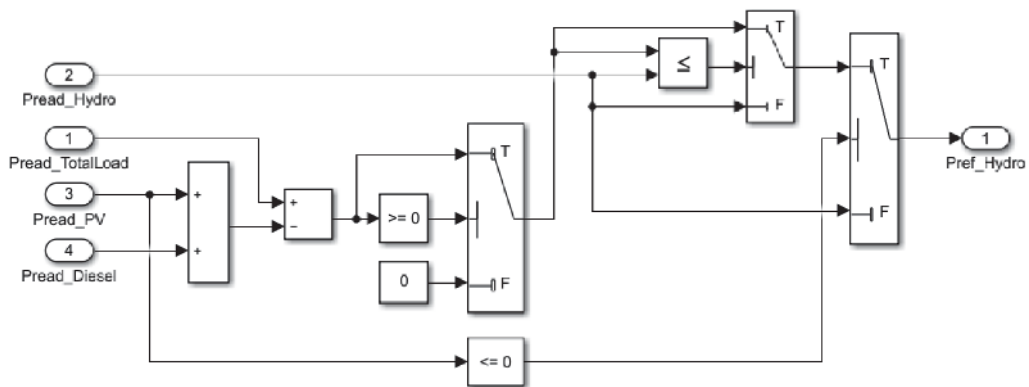 2
Pread_Hydro
1
Pread_TotalLoad
3
Pread_PV
4
Pread_Diesel
+
+
+
−
>= 0
0
T
F
<= 0
≤
T
F
T
F
1
Pref_Hydro